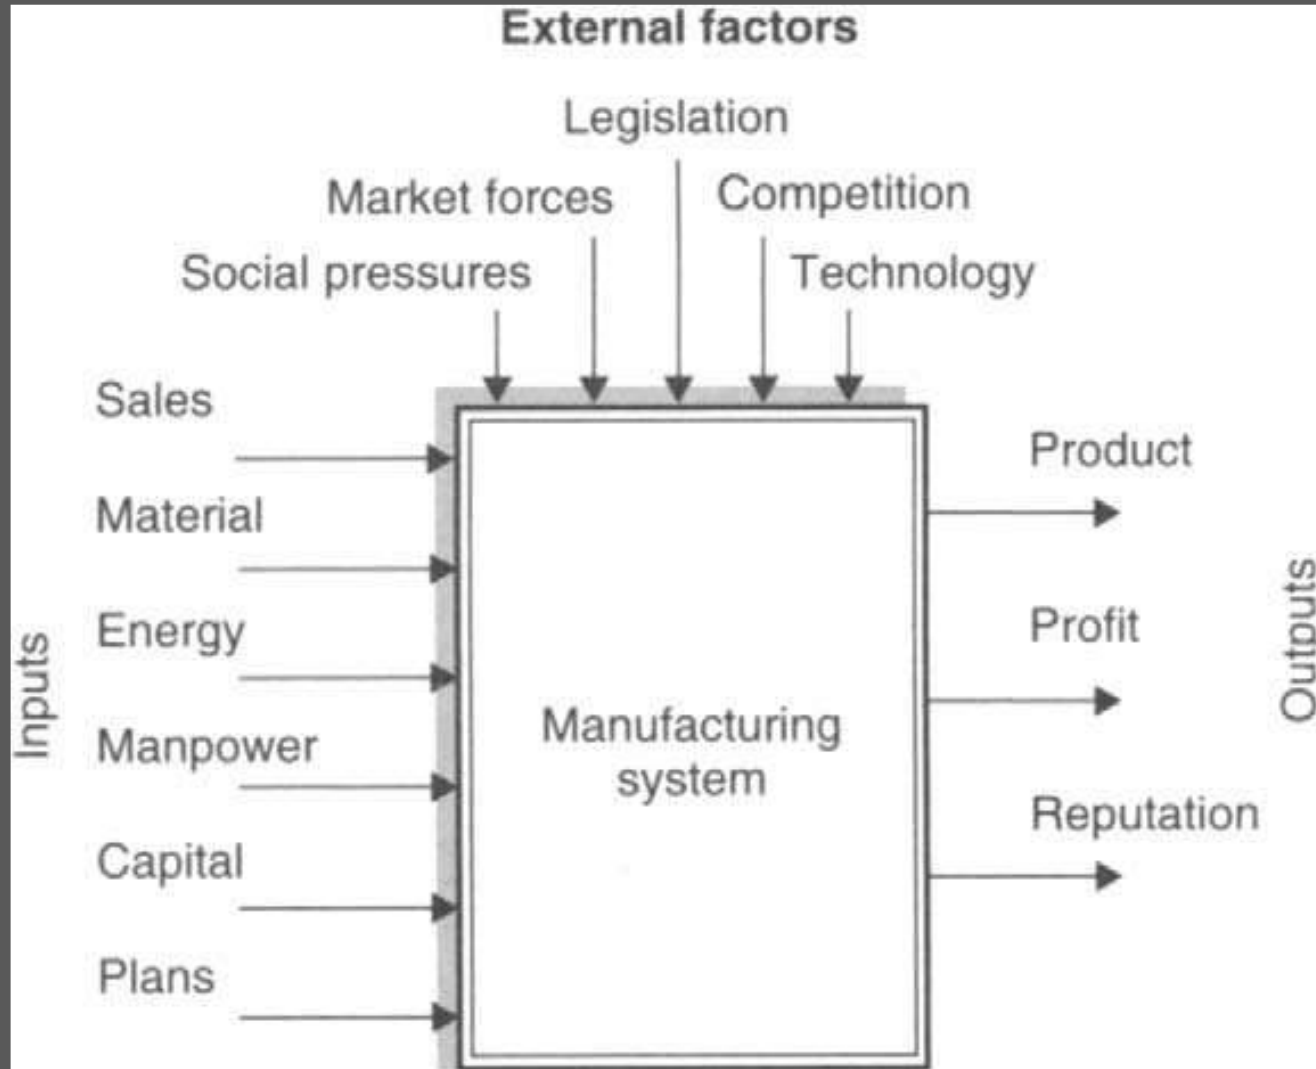 External factors
Legislation
Market forces
Competition
Social pressures
Technology
Inputs
Sales
Material
Energy
Manpower
Capital
Plans
Manufacturing
system
Product
Profit
Reputation
Outputs